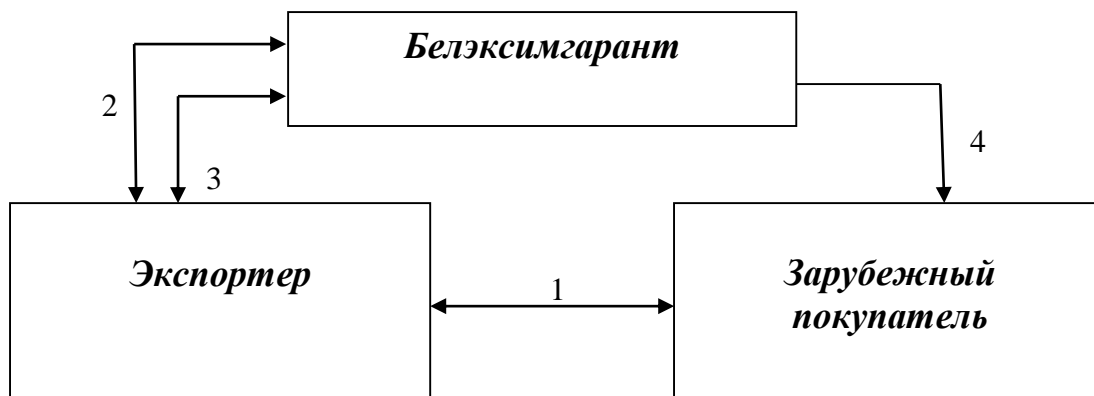 Белэксимгарант
2
3
4
Экспортер
1
Зарубежный
покупатель